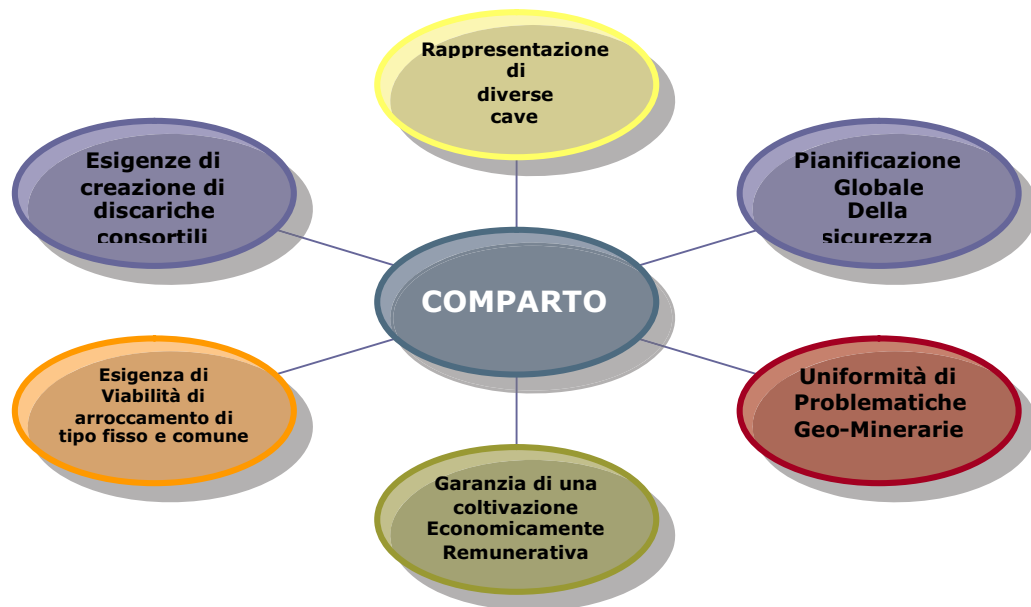 Rappresentazione
di
diverse
cave
Esigenze di
creazione di
discariche
consortili
Pianificazione
Globale
Della
sicurezza
COMPARTO
Esigenza di
Viabilità di
arroccamento di
tipo fisso e comune
Uniformità di
Problematiche
Geo-Minerarie
Garanzia di una
coltivazione
Economicamente
Remunerativa